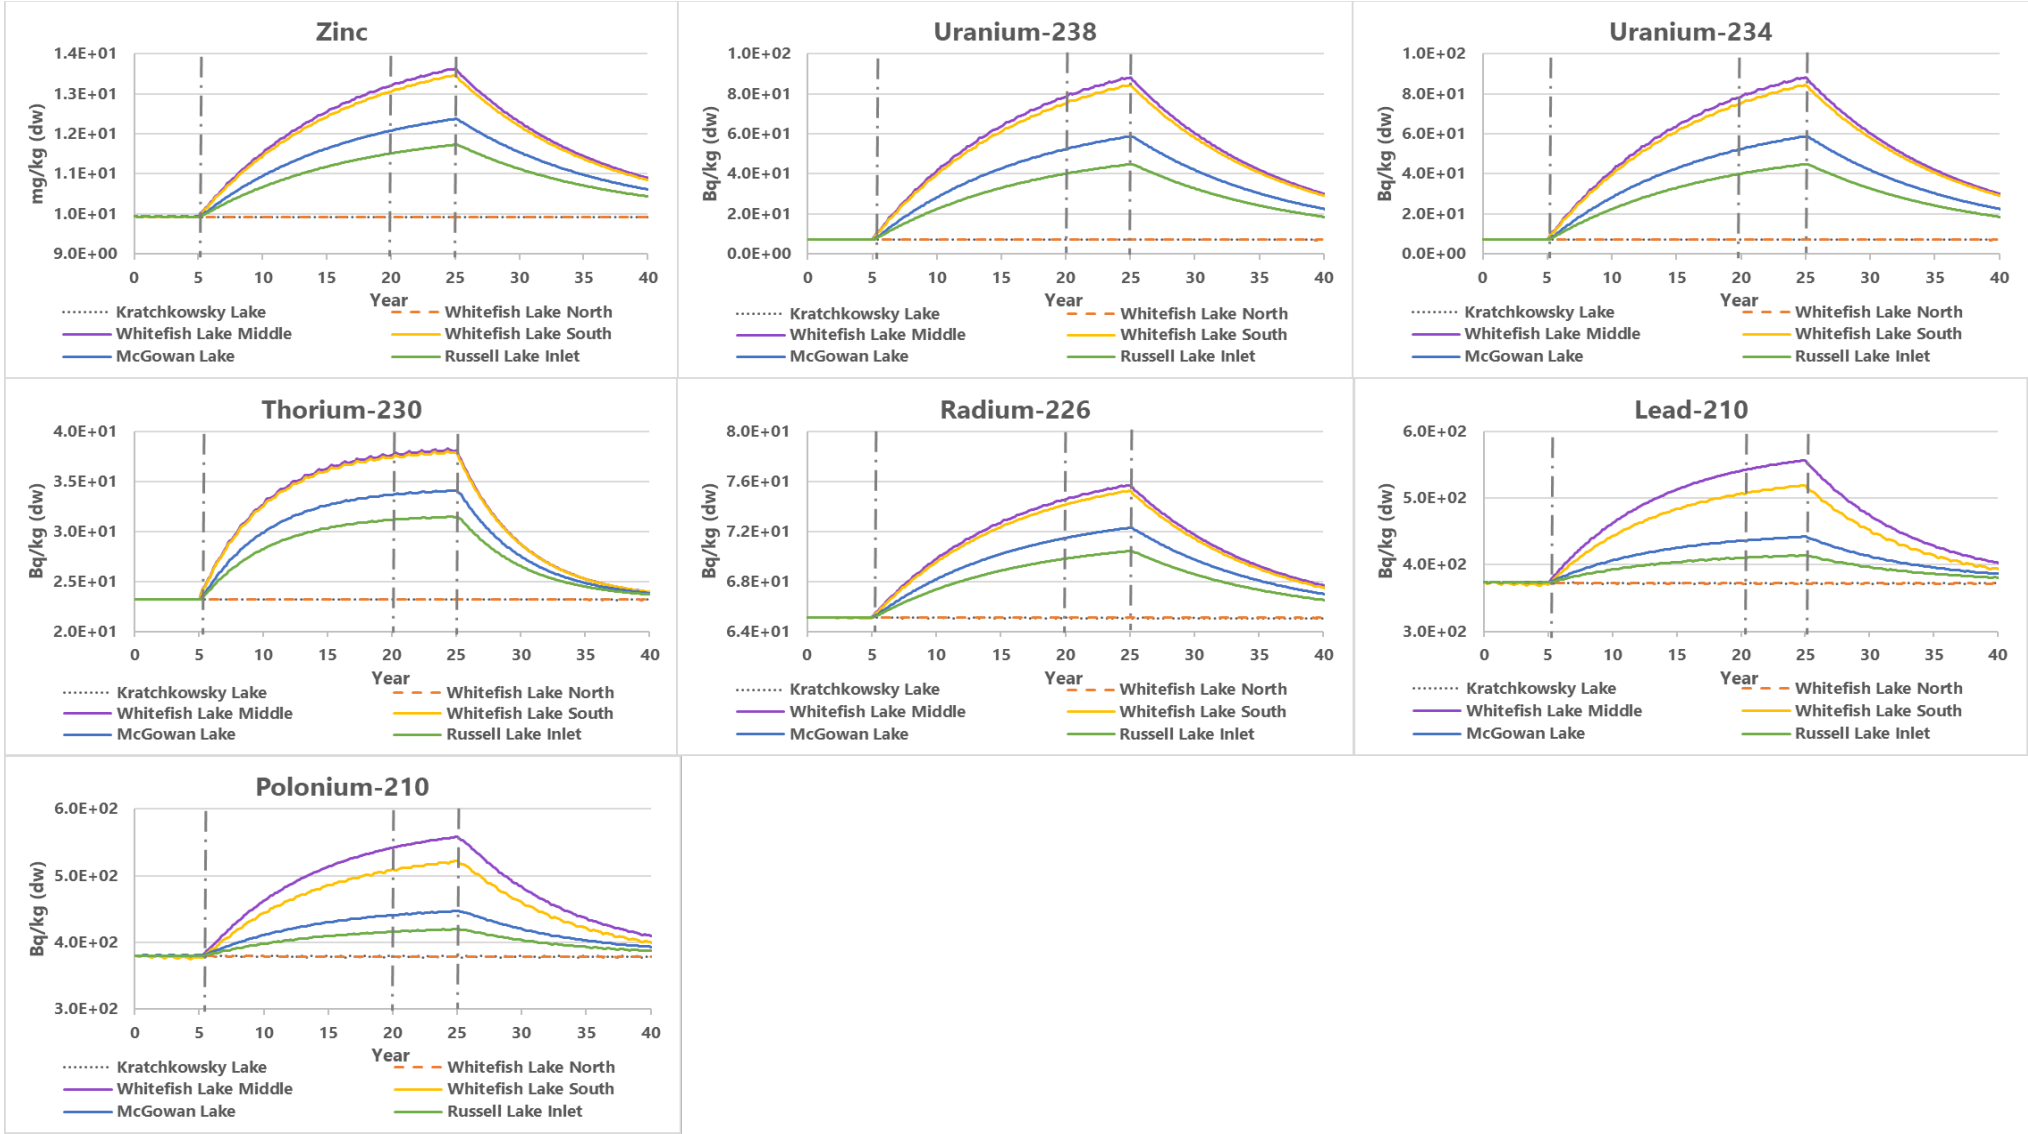 Zinc
1.4E+01
1.3E+01
1.2E+01
1.1E+01
1.0E+01
9.0E+00
mg/kg (dw)
0 5 10 15 20 25 30 35 40
Year
Kratchkowsky Lake Whitefish Lake North
Whitefish Lake Middle Whitefish Lake South
McGowan Lake Russell Lake Inlet
Uranium-238
1.0E+02
8.0E+01
6.0E+01
4.0E+01
2.0E+01
0.0E+00
Bq/kg (dw)
0 5 10 15 20 25 30 35 40
Year
Kratchkowsky Lake Whitefish Lake North
Whitefish Lake Middle Whitefish Lake South
McGowan Lake Russell Lake Inlet
Uranium-234
1.0E+02
8.0E+01
6.0E+01
4.0E+01
2.0E+01
0.0E+00
Bq/kg (dw)
0 5 10 15 20 25 30 35 40
Year
Kratchkowsky Lake Whitefish Lake North
Whitefish Lake Middle Whitefish Lake South
McGowan Lake Russell Lake Inlet
Thorium-230
4.0E+01
3.5E+01
3.0E+01
2.5E+01
2.0E+01
Bq/kg (dw)
0 5 10 15 20 25 30 35 40
Year
Kratchkowsky Lake Whitefish Lake North
Whitefish Lake Middle Whitefish Lake South
McGowan Lake Russell Lake Inlet
Radium-226
8.0E+01
7.6E+01
7.2E+01
6.8E+01
6.4E+01
Bq/kg (dw)
0 5 10 15 20 25 30 35 40
Year
Kratchkowsky Lake Whitefish Lake North
Whitefish Lake Middle Whitefish Lake South
McGowan Lake Russell Lake Inlet
Lead-210
6.0E+02
5.0E+02
4.0E+02
3.0E+02
Bq/kg (dw)
0 5 10 15 20 25 30 35 40
Year
Kratchkowsky Lake Whitefish Lake North
Whitefish Lake Middle Whitefish Lake South
McGowan Lake Russell Lake Inlet
Polonium-210
6.0E+02
5.0E+02
4.0E+02
3.0E+02
Bq/kg (dw)
0 5 10 15 20 25 30 35 40
Year
Kratchkowsky Lake Whitefish Lake North
Whitefish Lake Middle Whitefish Lake South
McGowan Lake Russell Lake Inlet